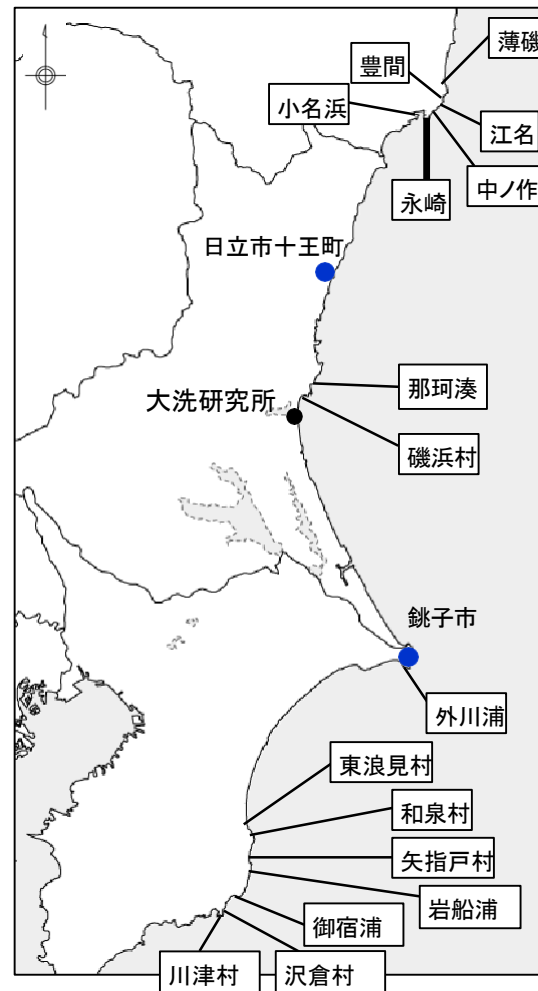 薄磯
豊間
小名浜
江名
中ノ作
永崎
日立市十王町
那珂湊
大洗研究所
磯浜村
銚子市
外川浦
東浪見村
和泉村
矢指戸村
岩船浦
御宿浦
川津村
沢倉村